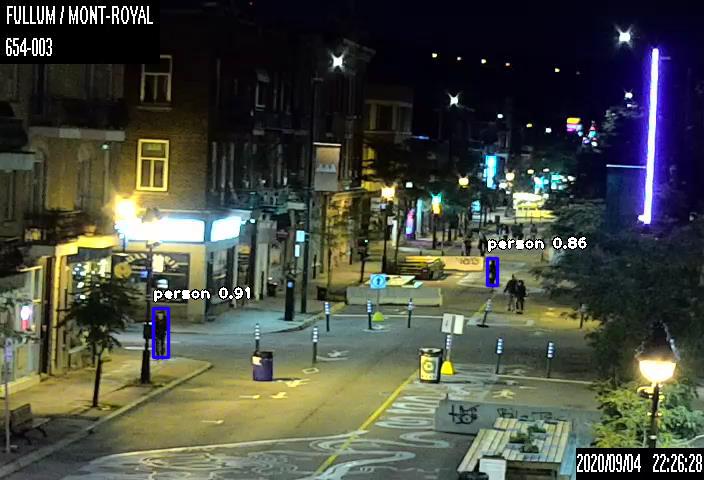 FULLUM / MONT-ROYAL
654-003
person 0.86
person 0.91
2020/09/04 22:26:28